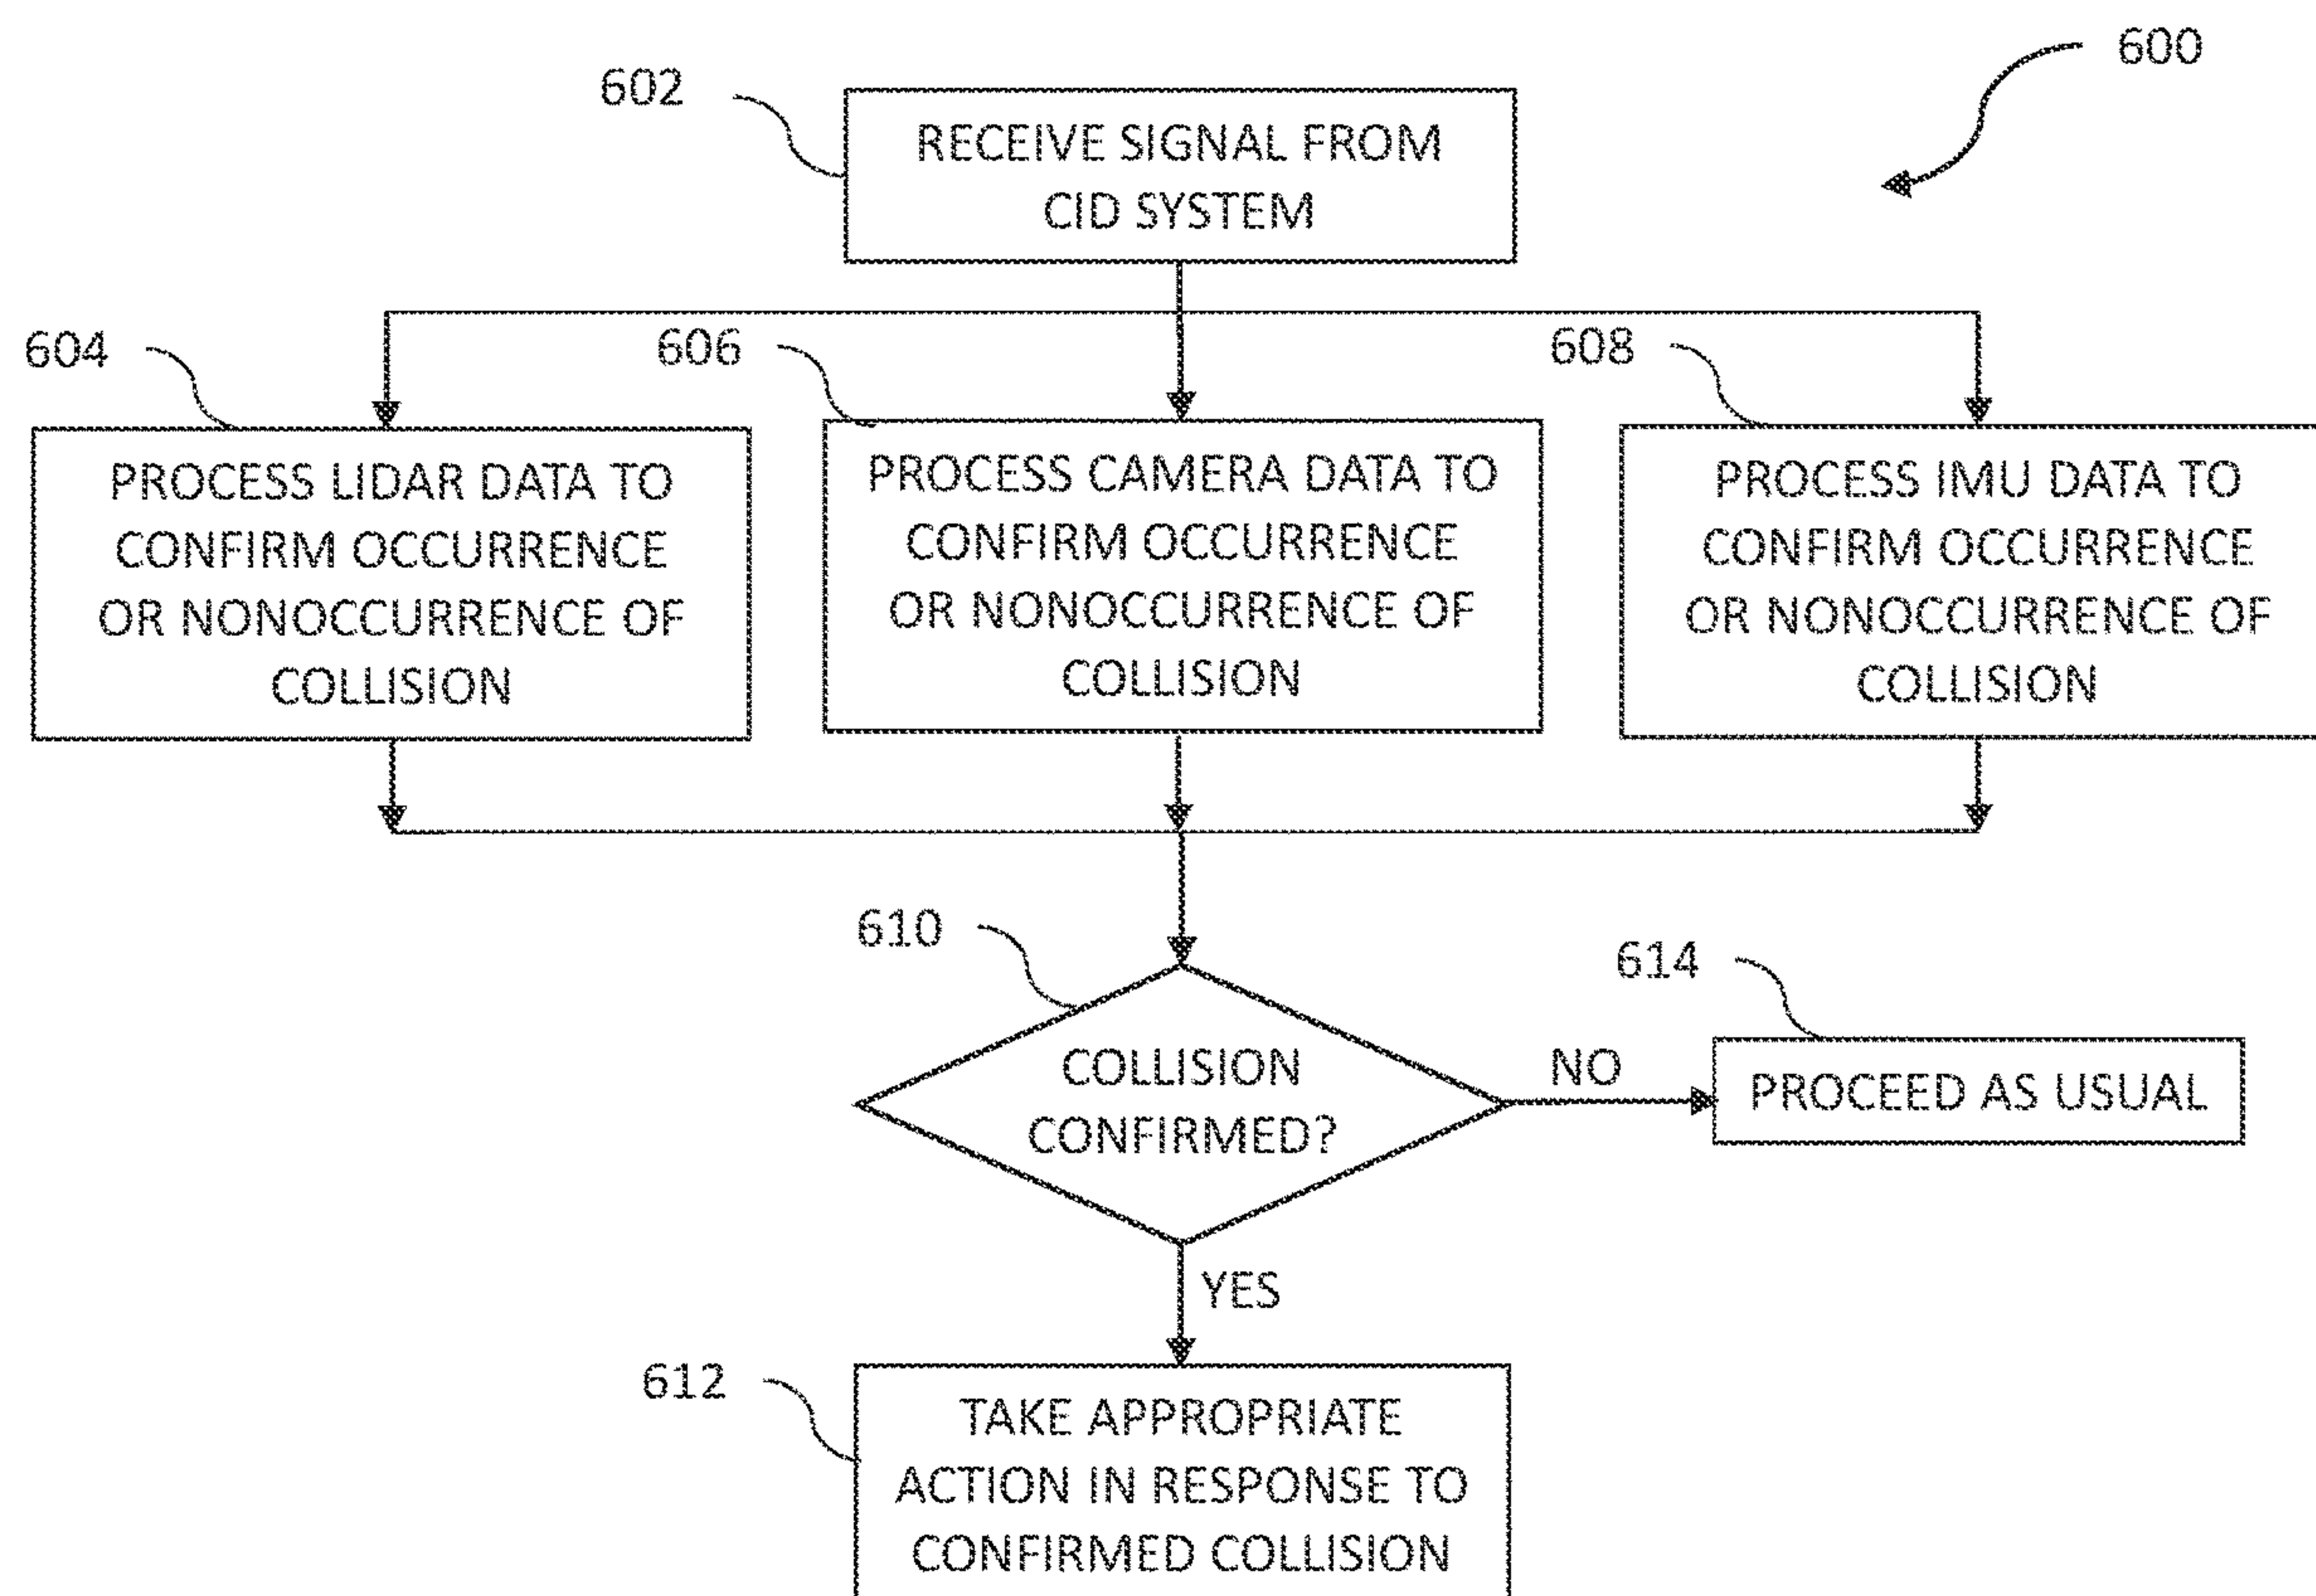 600
602
RECEIVE SIGNAL FROM
CID SYSTEM
604
606
608
PROCESS LIDAR DATA TO
CONFIRM OCCURRENCE
OR NONOCCURRENCE OF
COLLISION
PROCESS CAMERA DATA TO
CONFIRM OCCURRENCE
OR NONOCCURRENCE OF
COLLISION
PROCESS IMU DATA TO
CONFIRM OCCURRENCE
OR NONOCCURRENCE OF
COLLISION
610
COLLISION
CONFIRMED?
NO
614
PROCEED AS USUAL
YES
612
TAKE APPROPRIATE
ACTION IN RESPONSE TO
CONFIRMED COLLISION